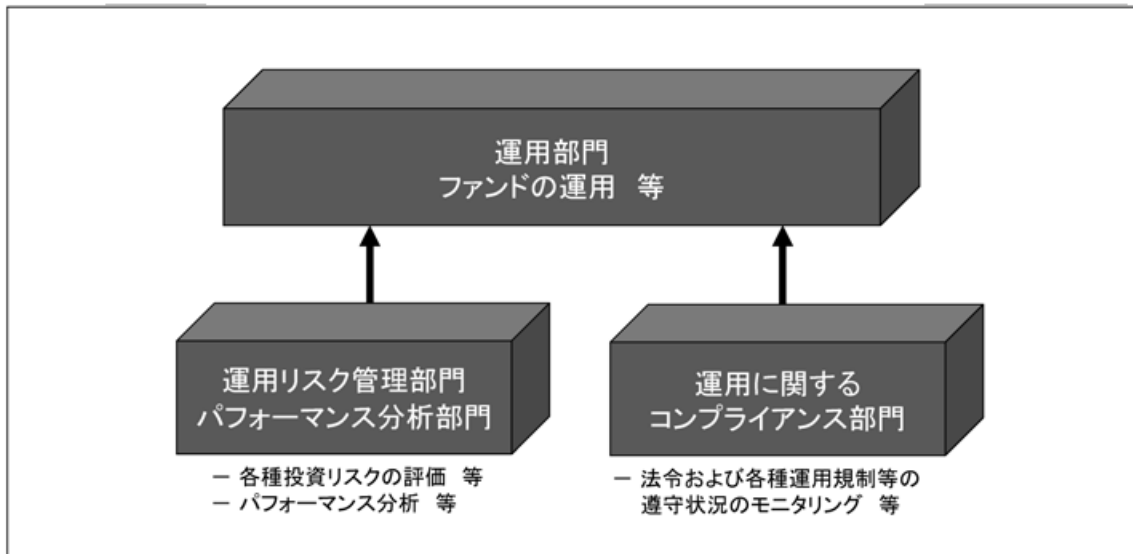 運用部門
ファンドの運用 等
運用リスク管理部門
パフォーマンス分析部門
運用に関する
コンプライアンス部門
－ 各種投資リスクの評価 等
－ パフォーマンス分析 等
－ 法令および各種運用規制等の
遵守状況のモニタリング 等